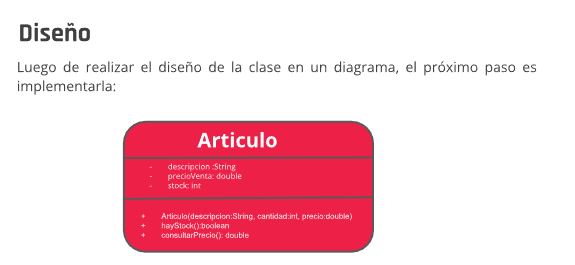 Diseño
Luego de realizar el diseño de la clase en un diagrama, el próximo paso es
implementarla:
Articulo
- descripcion :String
- precioVenta: double
- stock: int
+ Articulo(descripcion:String, cantidad:int, precio:double)
+ hayStock():boolean
+ consultarPrecio(): double